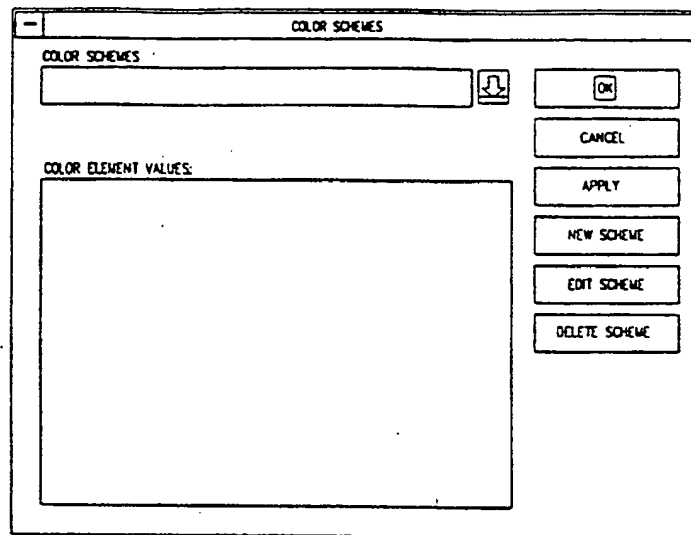 COLOR SCHEMES
COLOR SCHEMES
OK
CANCEL
COLOR ELEMENT VALUES:
APPLY
NEW SCHEME
EDIT SCHEME
DELETE SCHEME